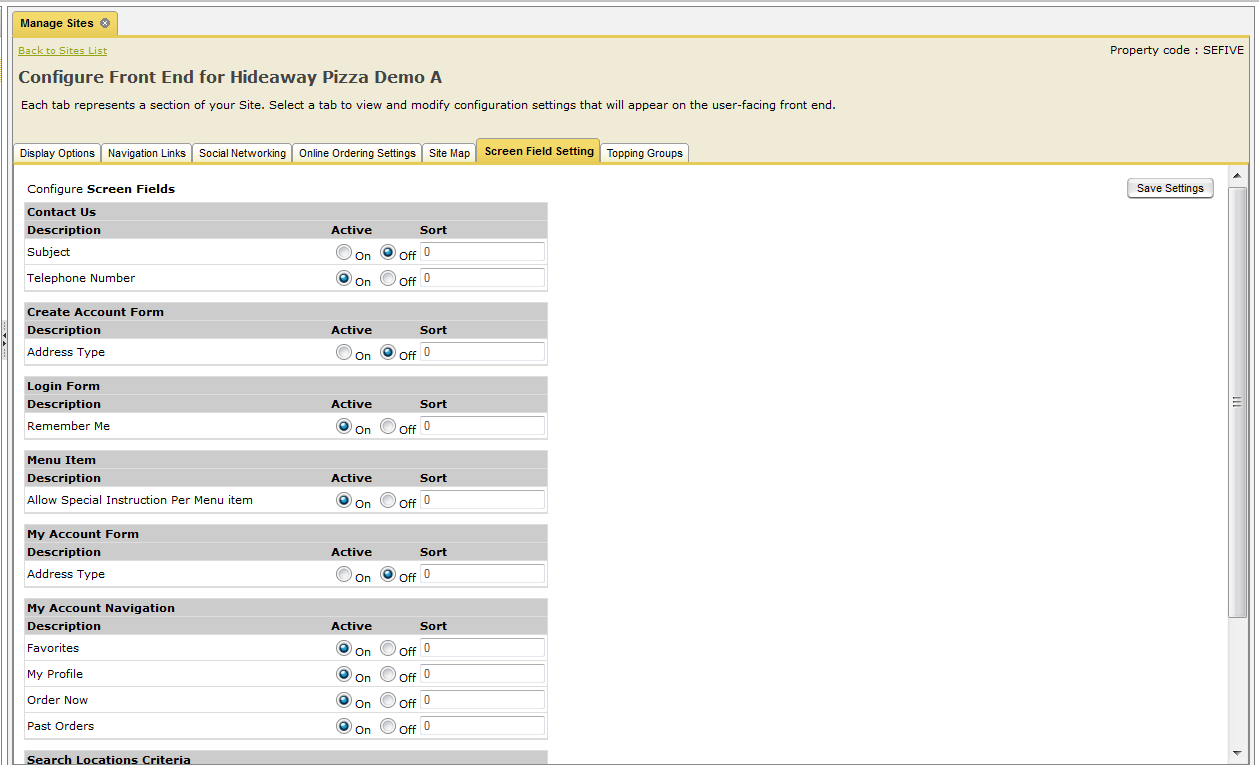 Manage Sites
Back to Sites List
Property code : SEFIVE
Configure Front End for Hideaway Pizza Demo A
Each tab represents a section of your Site. Select a tab to view and modify configuration settings that will appear on the user-facing front end.
Display Options Navigation Links Social Networking Online Ordering Settings Site Map Screen Field Setting Topping Groups
Configure Screen Fields
Save Settings
Contact Us
Description Active Sort
Subject On Off 0
Telephone Number On Off 0
Create Account Form
Description Active Sort
Address Type On Off 0
Login Form
Description Active Sort
Remember Me On Off 0
Menu Item
Description Active Sort
Allow Special Instruction Per Menu item On Off 0
My Account Form
Description Active Sort
Address Type On Off 0
My Account Navigation
Description Active Sort
Favorites On Off 0
My Profile On Off 0
Order Now On Off 0
Past Orders On Off 0
Search Locations Criteria